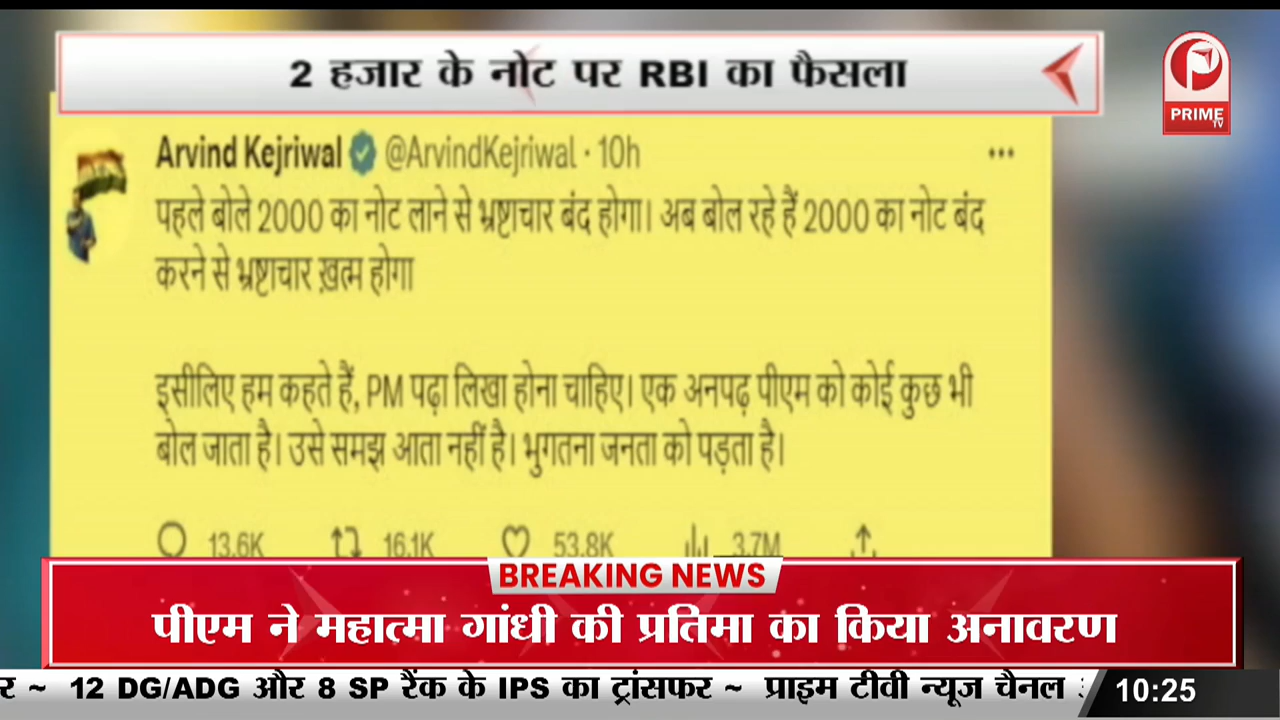 2 हजार के नोट पर RBI का फैसला
PRIME
TV
Arvind Kejriwal @ArvindKejriwal · 10h
पहले बोले 2000 का नोट लाने से भ्रष्टाचार बंद होगा। अब बोल रहे हैं 2000 का नोट बंद
करने से भ्रष्टाचार ख़त्म होगा
इसीलिए हम कहते हैं, PM पढ़ा लिखा होना चाहिए। एक अनपढ़ पीएम को कोई कुछ भी
बोल जाता है। उसे समझ आता नहीं है। भुगतना जनता को पड़ता है।
13.6K 16.1K 53.8K 3.7M
BREAKING NEWS
पीएम ने महात्मा गांधी की प्रतिमा का किया अनावरण
र ~ 12 DG/ADG और 8 SP रैंक के IPS का ट्रांसफर ~ प्राइम टीवी न्यूज चैनल
10:25